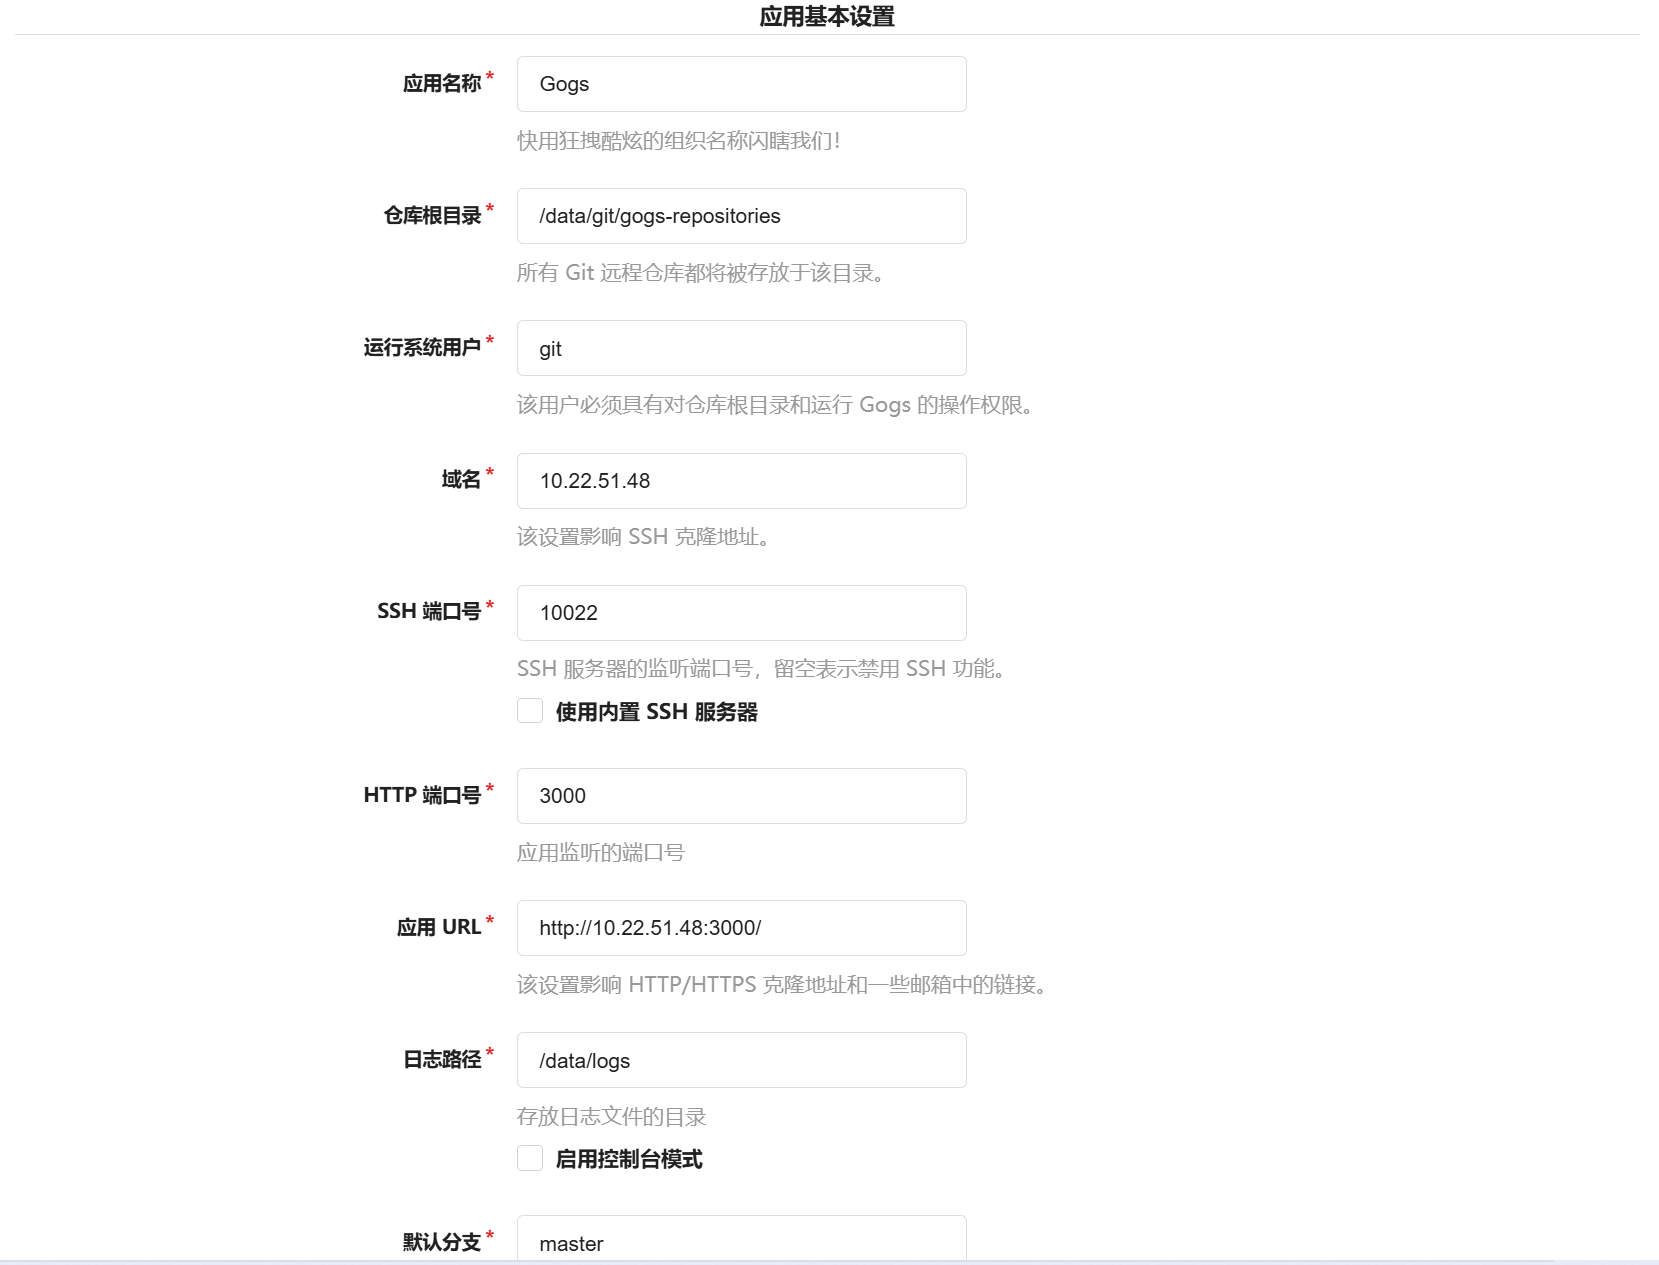 应用基本设置
应用名称*
Gogs
快用狂拽酷炫的组织名称闪瞎我们！
仓库根目录*
/data/git/gogs-repositories
所有 Git 远程仓库都将被存放于该目录。
运行系统用户*
git
该用户必须具有对仓库根目录和运行 Gogs 的操作权限。
域名*
10.22.51.48
该设置影响 SSH 克隆地址。
SSH 端口号*
10022
SSH 服务器的监听端口号，留空表示禁用 SSH 功能。
使用内置 SSH 服务器
HTTP 端口号*
3000
应用监听的端口号
应用 URL*
http://10.22.51.48:3000/
该设置影响 HTTP/HTTPS 克隆地址和一些邮箱中的链接。
日志路径*
/data/logs
存放日志文件的目录
启用控制台模式
默认分支*
master